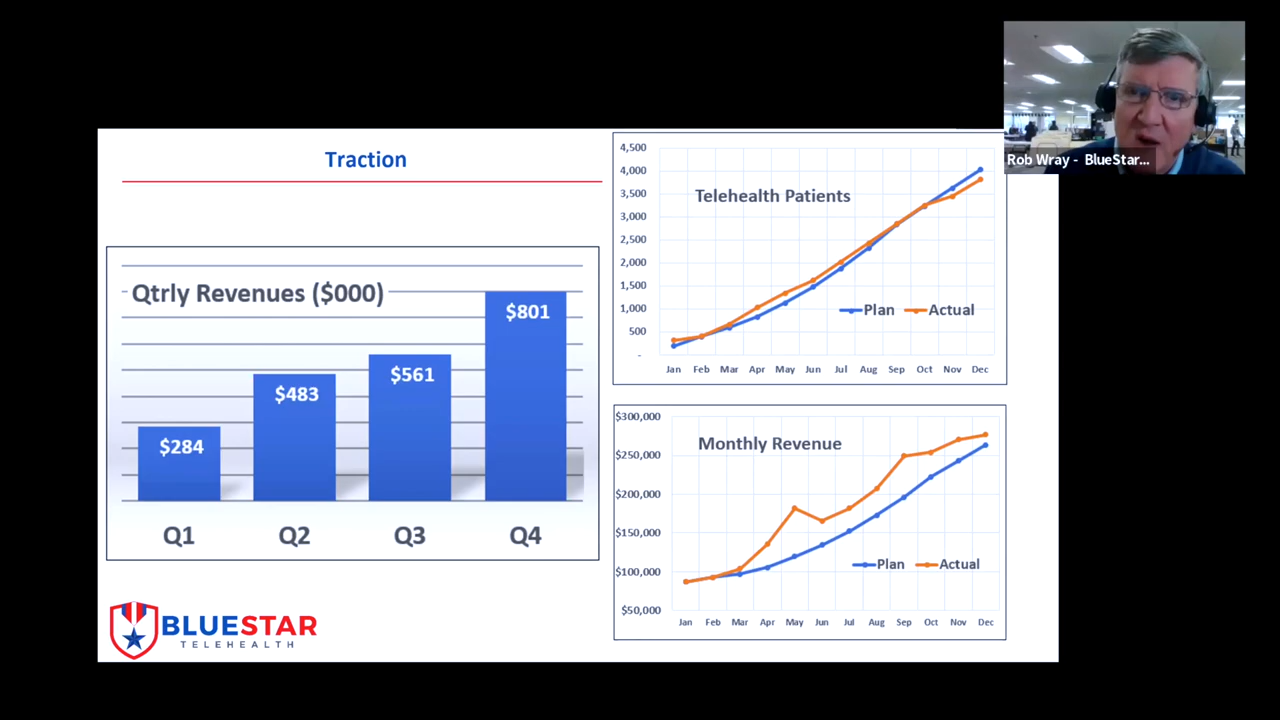 Traction
Qtrly Revenues ($000)
$284
$483
$561
$801
Q1 Q2 Q3 Q4
BLUESTAR
TELEHEALTH
4,500
4,000
3,500
3,000
2,500
2,000
1,500
1,000
500
-
Telehealth Patients
Plan Actual
Jan Feb Mar Apr May Jun Jul Aug Sep Oct Nov Dec
$300,000
$250,000
$200,000
$150,000
$100,000
$50,000
Monthly Revenue
Plan Actual
Jan Feb Mar Apr May Jun Jul Aug Sep Oct Nov Dec
Rob Wray - BlueStar...